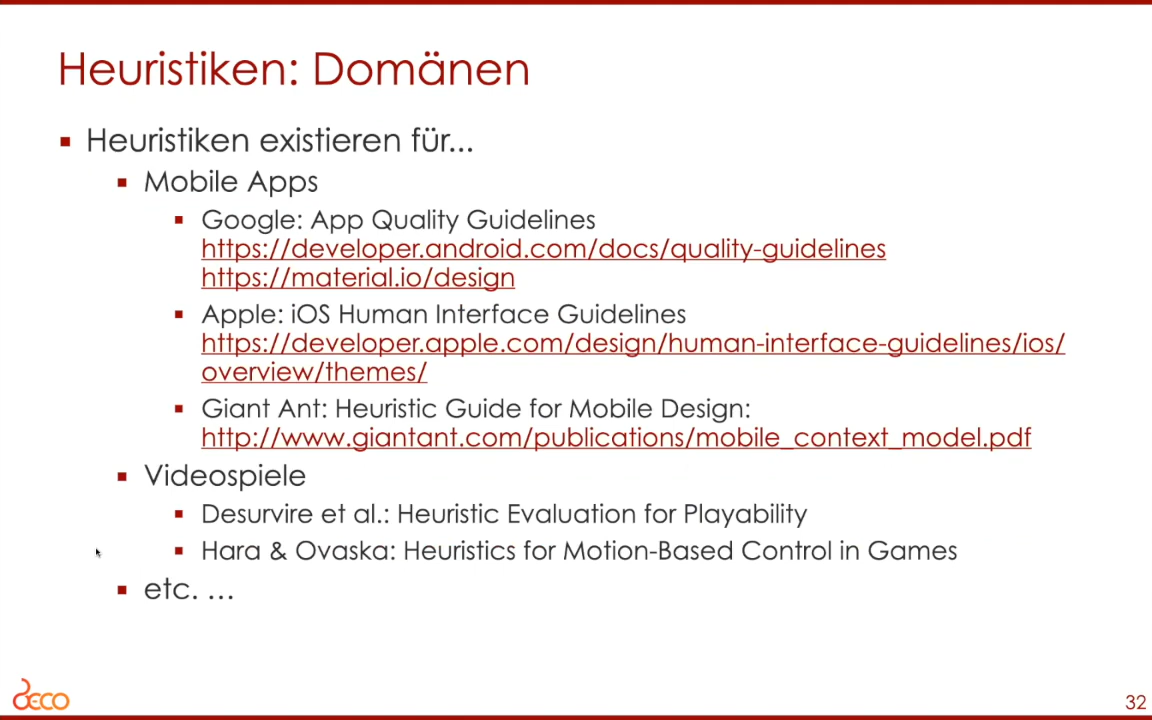 Heuristiken: Domänen
Heuristiken existieren für...
Mobile Apps
Google: App Quality Guidelines
https://developer.android.com/docs/quality-guidelines
https://material.io/design
Apple: iOS Human Interface Guidelines
https://developer.apple.com/design/human-interface-guidelines/ios/
overview/themes/
Giant Ant: Heuristic Guide for Mobile Design:
http://www.giantant.com/publications/mobile_context_model.pdf
Videospiele
Desurvire et al.: Heuristic Evaluation for Playability
Hara & Ovaska: Heuristics for Motion-Based Control in Games
etc. …
DECO
32